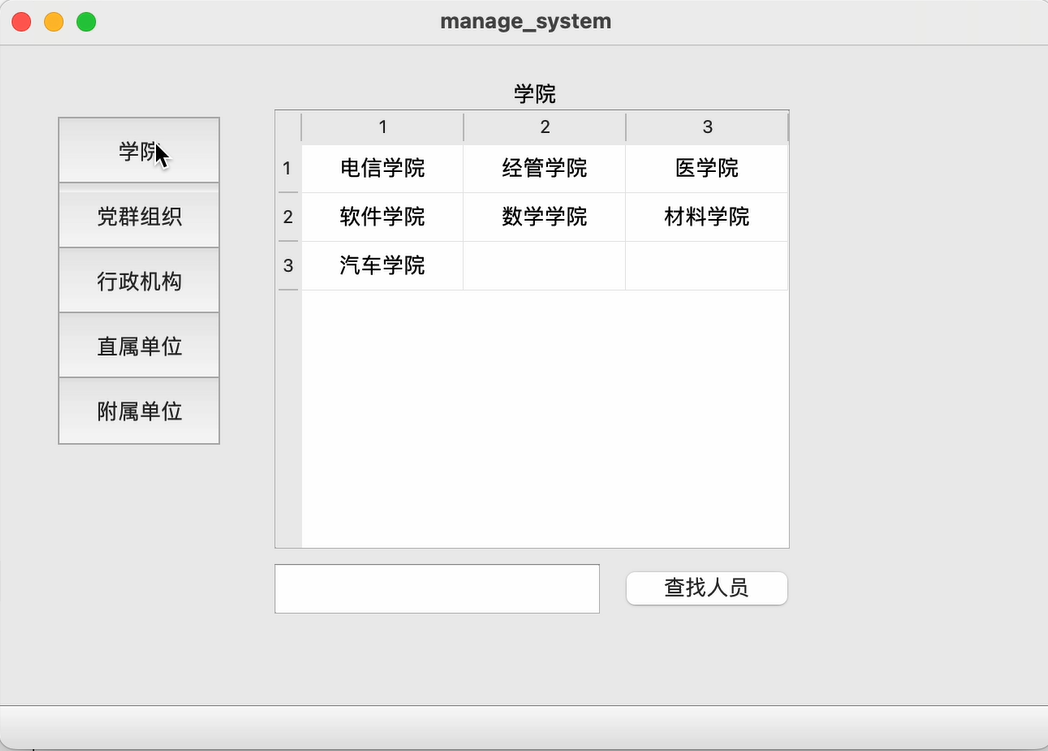 manage_system
学院
学院
党群组织
行政机构
直属单位
附属单位
1 2 3
1 电信学院 经管学院 医学院
2 软件学院 数学学院 材料学院
3 汽车学院
查找人员